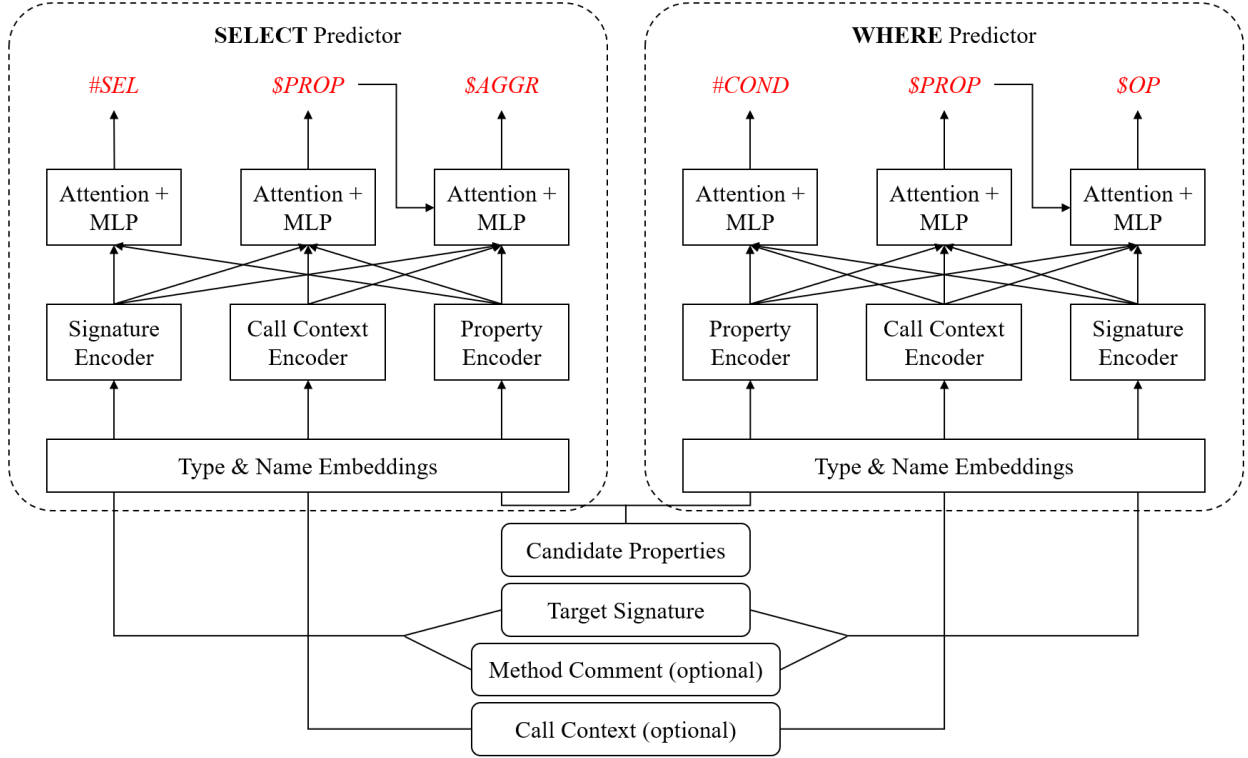 SELECT Predictor
#SEL
$PROP
$AGGR
Attention +
MLP
Attention +
MLP
Attention +
MLP
Signature
Encoder
Call Context
Encoder
Property
Encoder
Type & Name Embeddings
WHERE Predictor
#COND
$PROP
$OP
Attention +
MLP
Attention +
MLP
Attention +
MLP
Property
Encoder
Call Context
Encoder
Signature
Encoder
Type & Name Embeddings
Candidate Properties
Target Signature
Method Comment (optional)
Call Context (optional)